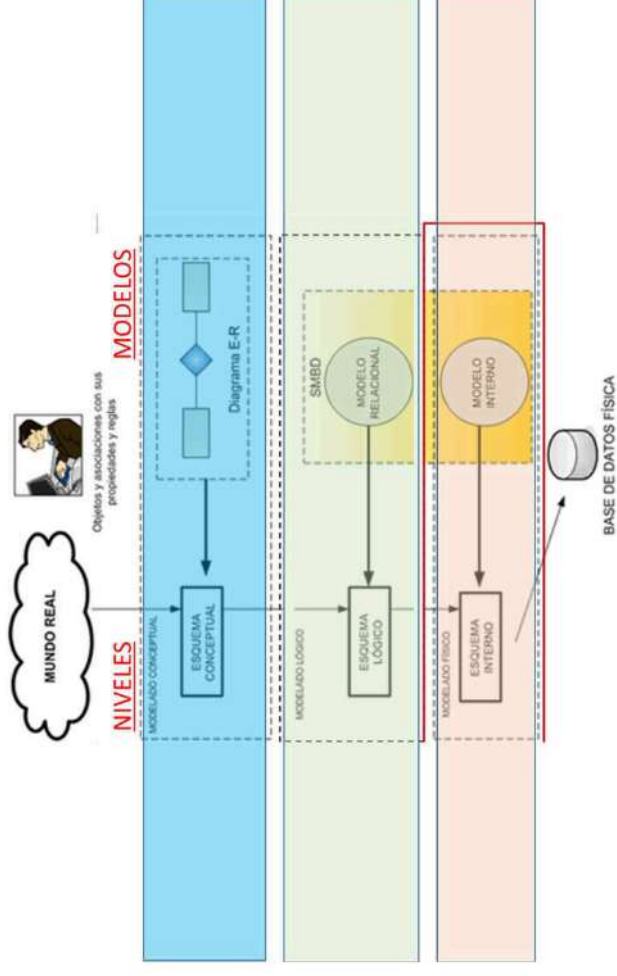 MUNDO REAL
Objetos y asociaciones con sus
propiedades y reglas
NIVELES
MODELOS
MODELADO CONCEPTUAL
ESQUEMA
CONCEPTUAL
Diagrama E-R
MODELADO LÓGICO
ESQUEMA
LÓGICO
SMBD
MODELO
RELACIONAL
MODELADO FÍSICO
ESQUEMA
INTERNO
MODELO
INTERNO
BASE DE DATOS FÍSICA